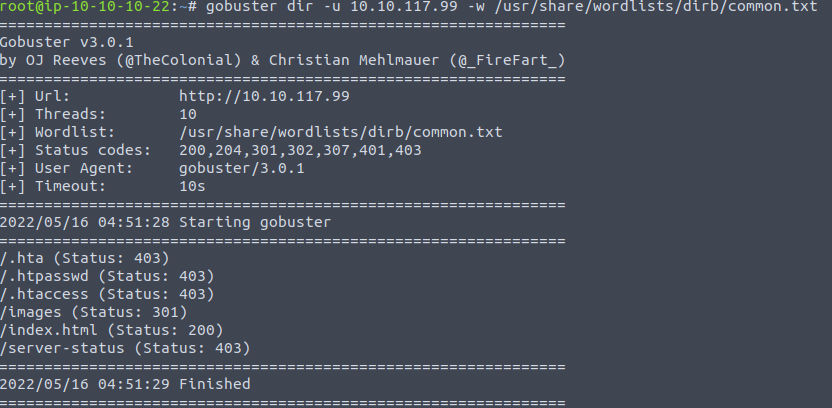 root@ip-10-10-10-22:~# gobuster dir -u 10.10.117.99 -w /usr/share/wordlists/dirb/common.txt
===============================================================
Gobuster v3.0.1
by OJ Reeves (@TheColonial) & Christian Mehlmauer (@_FireFart_)
===============================================================
[+] Url:            http://10.10.117.99
[+] Threads:        10
[+] Wordlist:       /usr/share/wordlists/dirb/common.txt
[+] Status codes:   200,204,301,302,307,401,403
[+] User Agent:     gobuster/3.0.1
[+] Timeout:        10s
===============================================================
2022/05/16 04:51:28 Starting gobuster
===============================================================
/.hta (Status: 403)
/.htpasswd (Status: 403)
/.htaccess (Status: 403)
/images (Status: 301)
/index.html (Status: 200)
/server-status (Status: 403)
===============================================================
2022/05/16 04:51:29 Finished
===============================================================